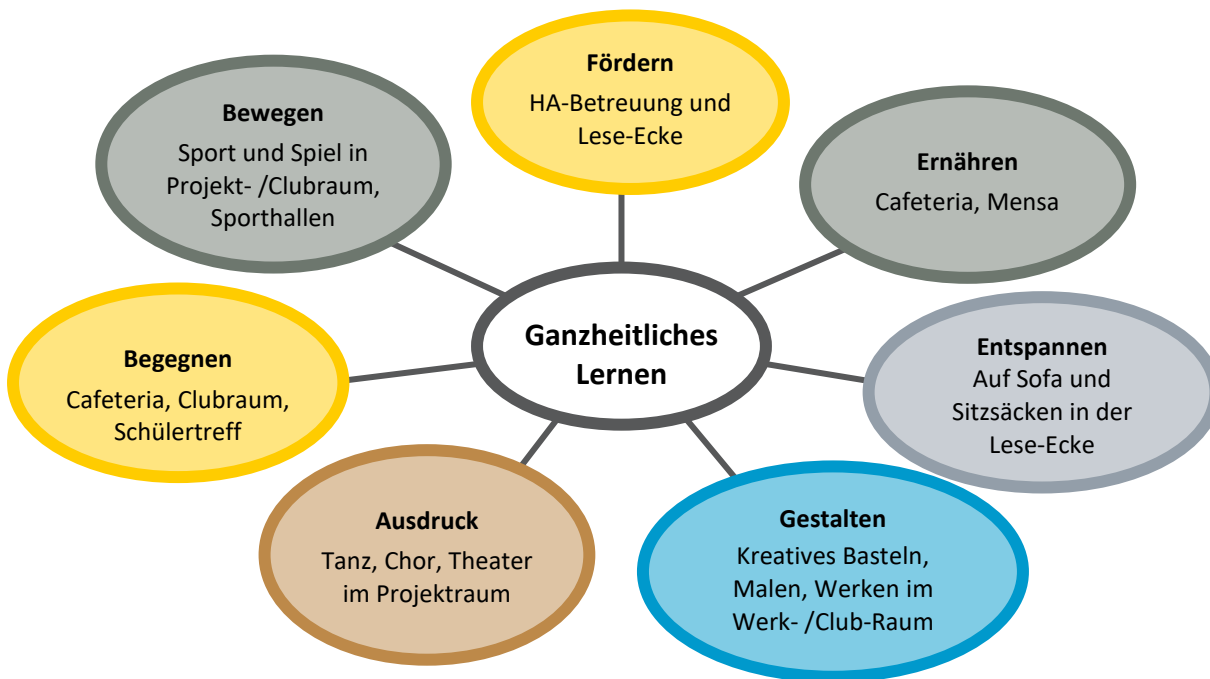 Fördern
HA-Betreuung und
Lese-Ecke
Bewegen
Sport und Spiel in
Projekt- /Clubraum,
Sporthallen
Ernähren
Cafeteria, Mensa
Ganzheitliches
Lernen
Begegnen
Cafeteria, Clubraum,
Schülertreff
Entspannen
Auf Sofa und
Sitzsäcken in der
Lese-Ecke
Ausdruck
Tanz, Chor, Theater
im Projektraum
Gestalten
Kreatives Basteln,
Malen, Werken im
Werk- /Club-Raum